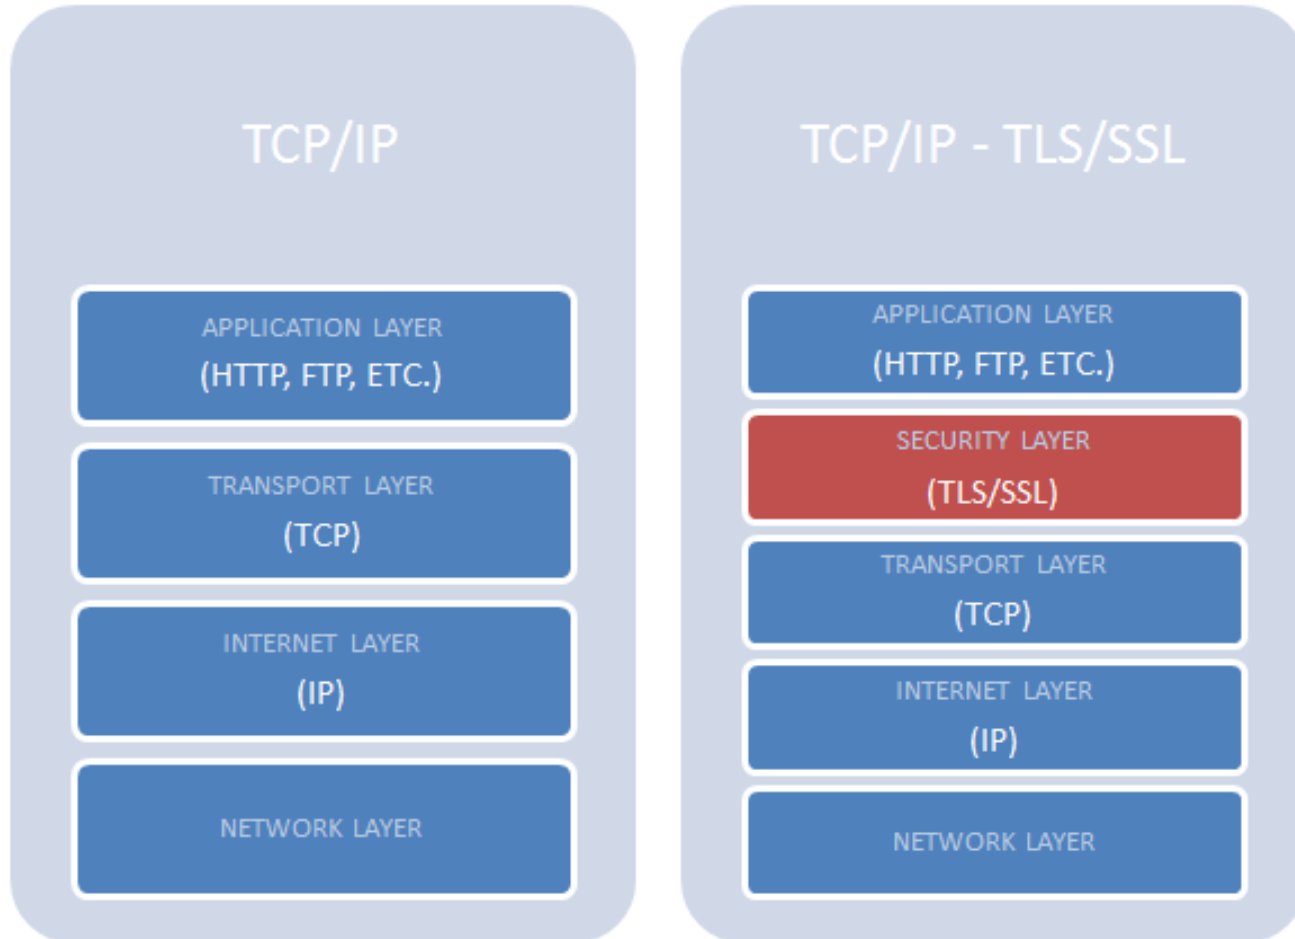 TCP/IP
APPLICATION LAYER
(HTTP, FTP, ETC.)
TRANSPORT LAYER
(TCP)
INTERNET LAYER
(IP)
NETWORK LAYER
TCP/IP - TLS/SSL
APPLICATION LAYER
(HTTP, FTP, ETC.)
SECURITY LAYER
(TLS/SSL)
TRANSPORT LAYER
(TCP)
INTERNET LAYER
(IP)
NETWORK LAYER